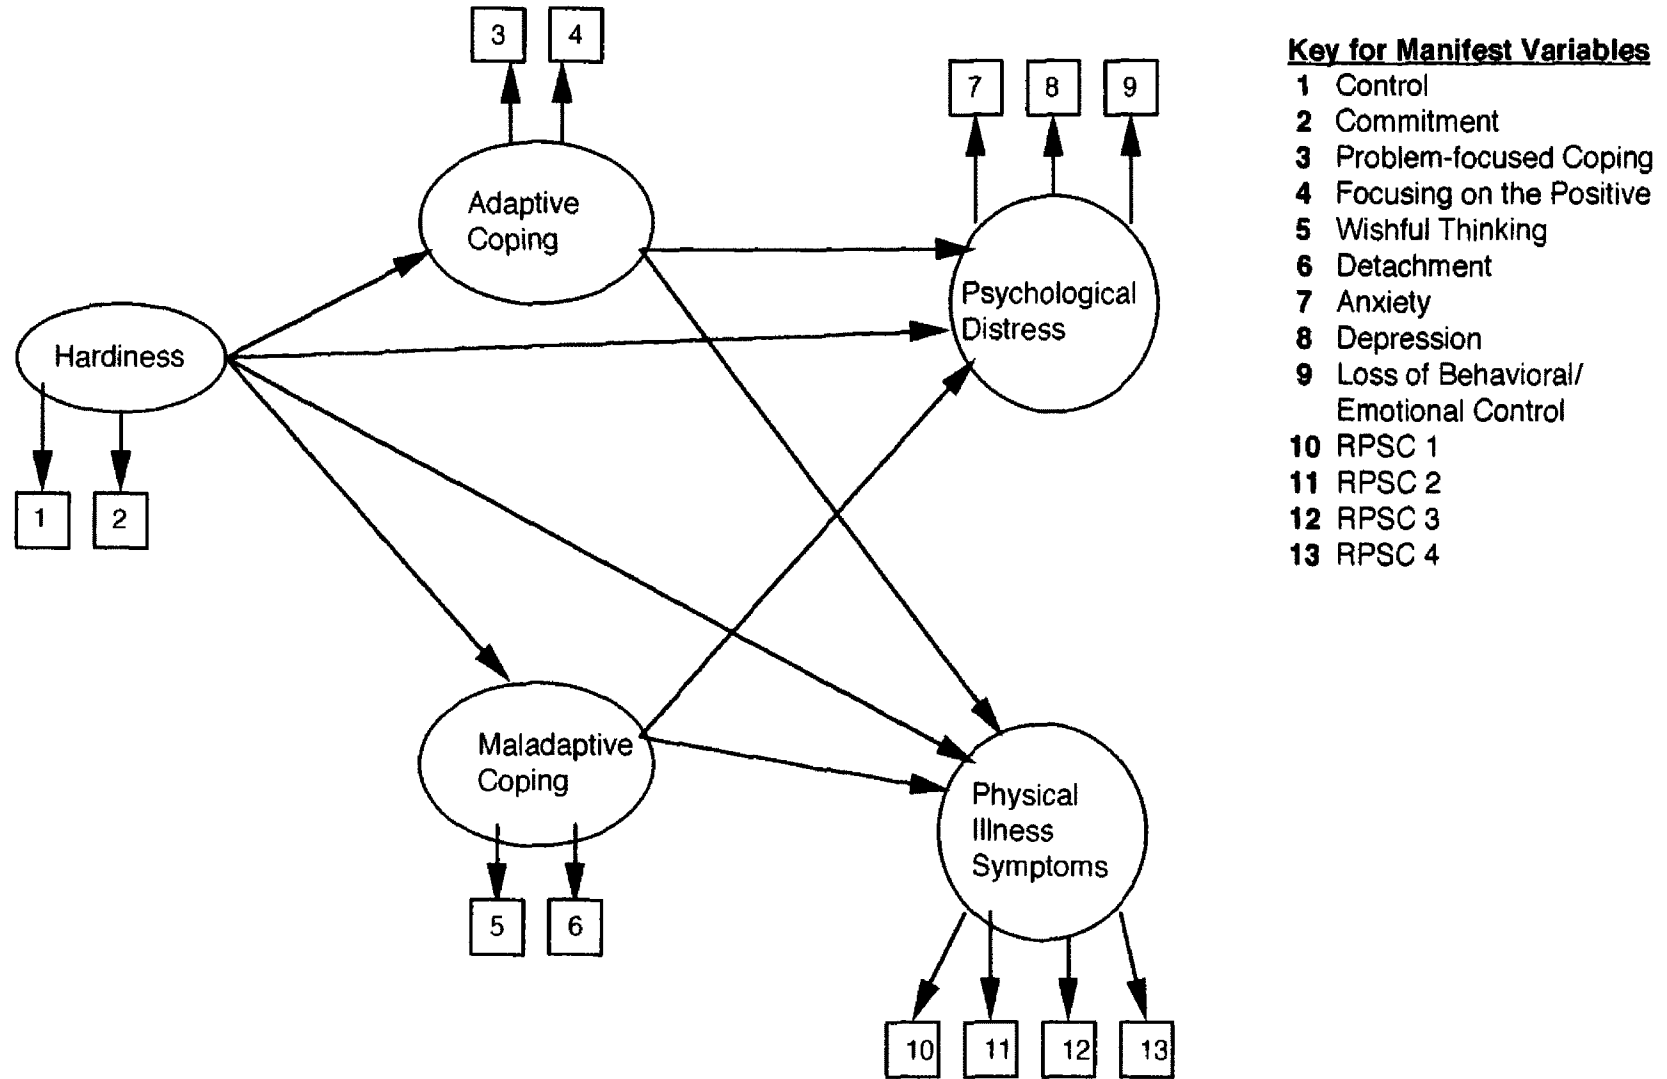 3
4
7
8
9
Adaptive
Coping
Psychological
Distress
Hardiness
1
2
Maladaptive
Coping
Physical
Illness
Symptoms
5
6
10
11
12
13
Key for Manifest Variables
1 Control
2 Commitment
3 Problem-focused Coping
4 Focusing on the Positive
5 Wishful Thinking
6 Detachment
7 Anxiety
8 Depression
9 Loss of Behavioral/
Emotional Control
10 RPSC 1
11 RPSC 2
12 RPSC 3
13 RPSC 4